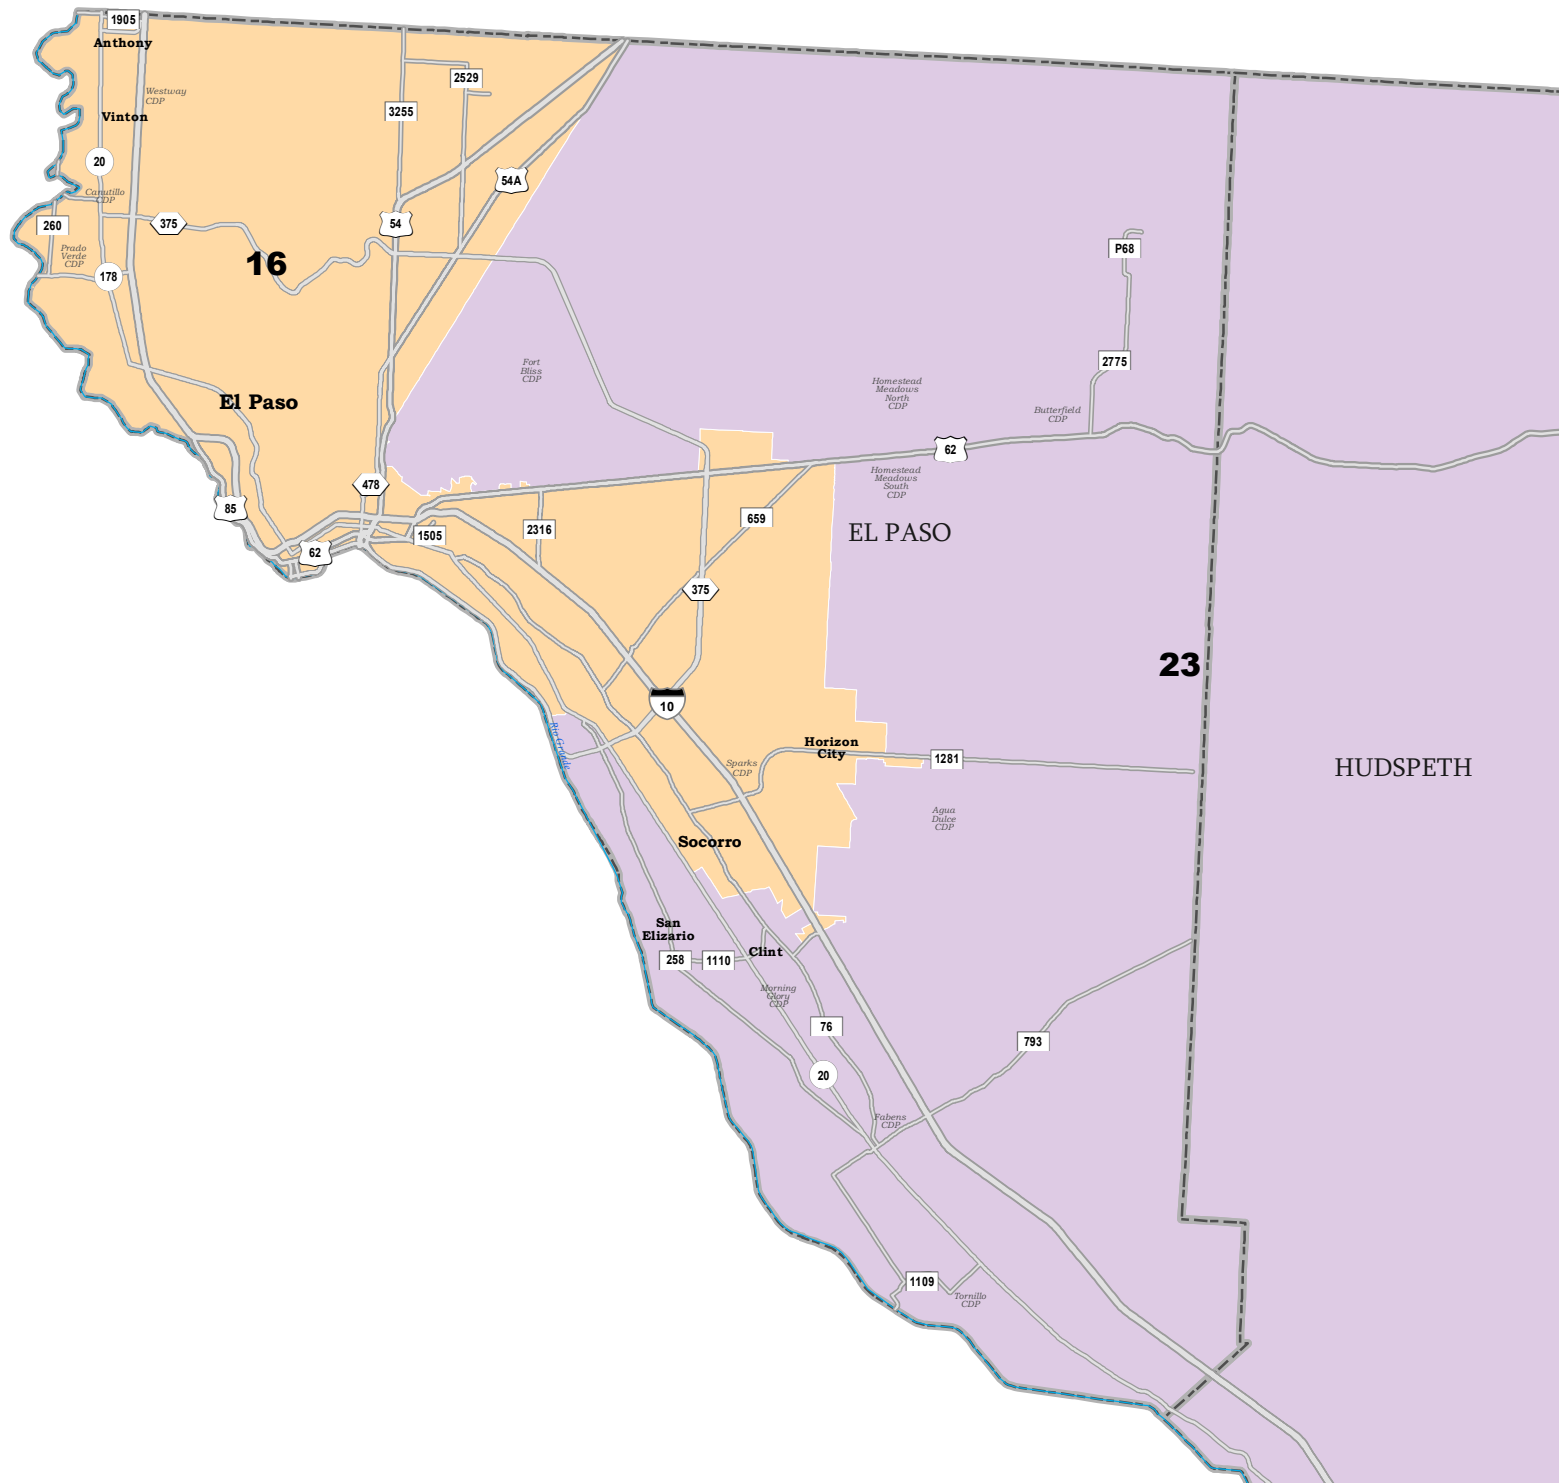 1905
Anthony
2529
Westway
CDP
3255
Vinton
20
54A
Canutillo
CDP
260
375
54
Prado
Verde
CDP
16
178
P68
2775
Fort
Bliss
CDP
Homestead
Meadows
North
CDP
El Paso
Butterfield
CDP
62
Homestead
Meadows
South
CDP
478
85
659
2316
1505
EL PASO
62
375
23
10
Rio Grande
Horizon
City
1281
Sparks
CDP
HUDSPETH
Agua
Dulce
CDP
Socorro
San
Elizario
Clint
258
1110
Morning
Glory
CDP
76
793
20
Fabens
CDP
1109
Tornillo
CDP